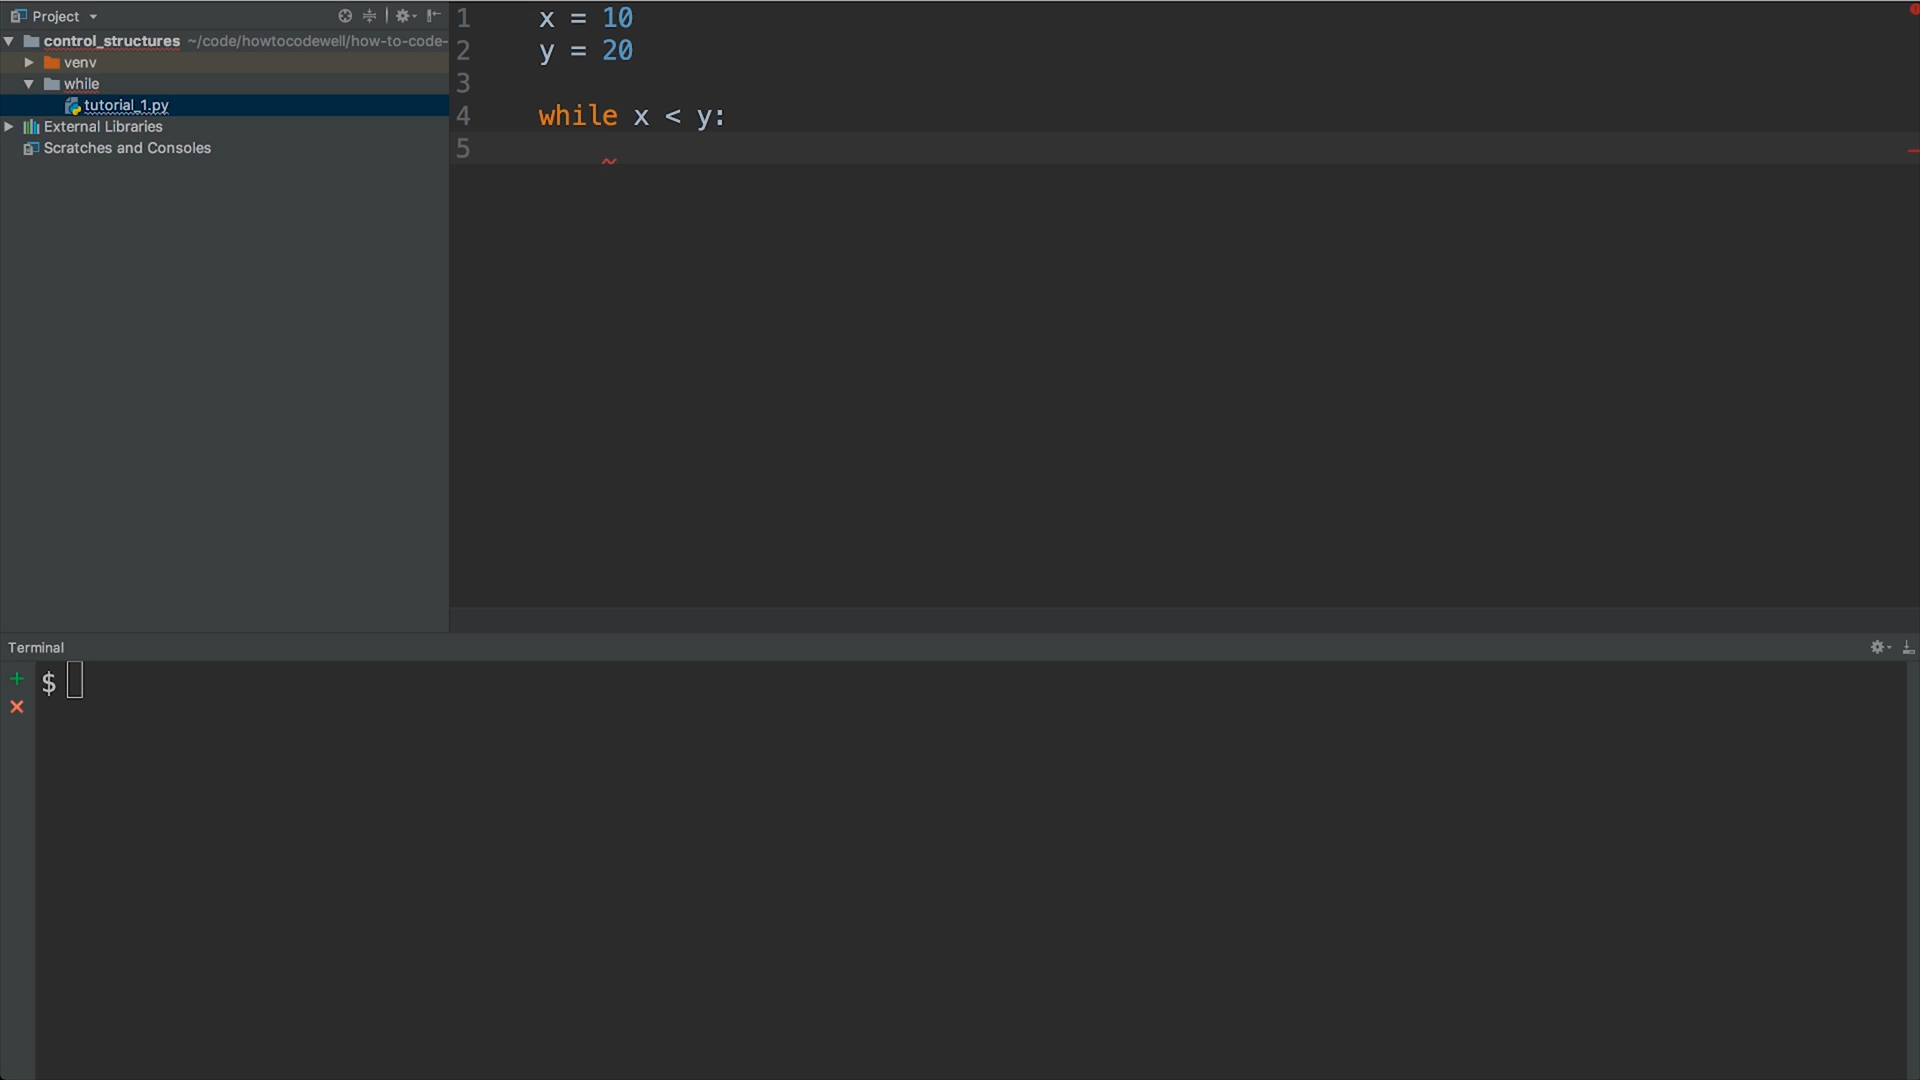 Project
control_structures ~/code/howtocodewell/how-to-code-
venv
while
tutorial_1.py
External Libraries
Scratches and Consoles
1 x = 10
2 y = 20
3
4 while x < y:
5
Terminal
$